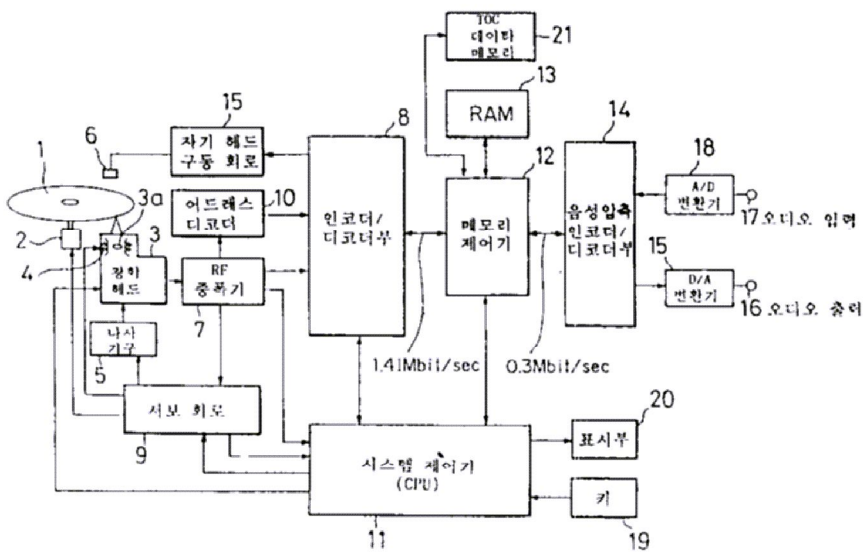 TOC
데이타
메모리
21
13
RAM
15
자기 헤드
구동 회로
8
14
6
1
12
18
A/D
변환기
17 오디오 입력
3a
어드레스
디코더
10
인코더/
디코더부
메모리
제어기
음성압축
인코더/
디코더부
2
3
4
광학
헤드
RF
증폭기
7
15
D/A
변환기
16 오디오 출력
나사
기구
5
1.41Mbit/sec
0.3Mbit/sec
서보 회로
9
20
표시부
시스템 제어기
(CPU)
11
키
19